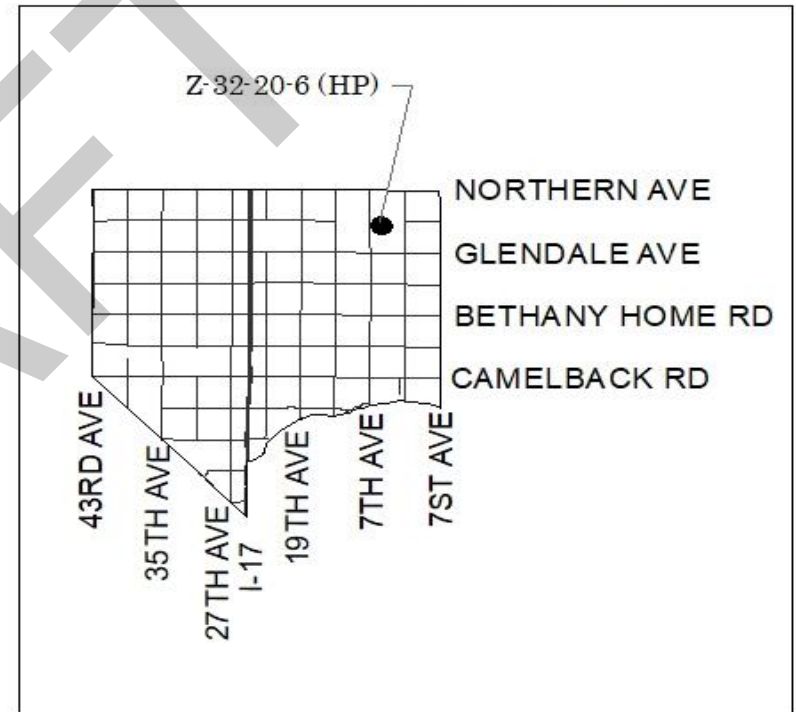 Z-32-20-6 (HP)
NORTHERN AVE
GLENDALE AVE
BETHANY HOME RD
CAMELBACK RD
43RD AVE
35TH AVE
27TH AVE
I-17
19TH AVE
7TH AVE
7ST AVE